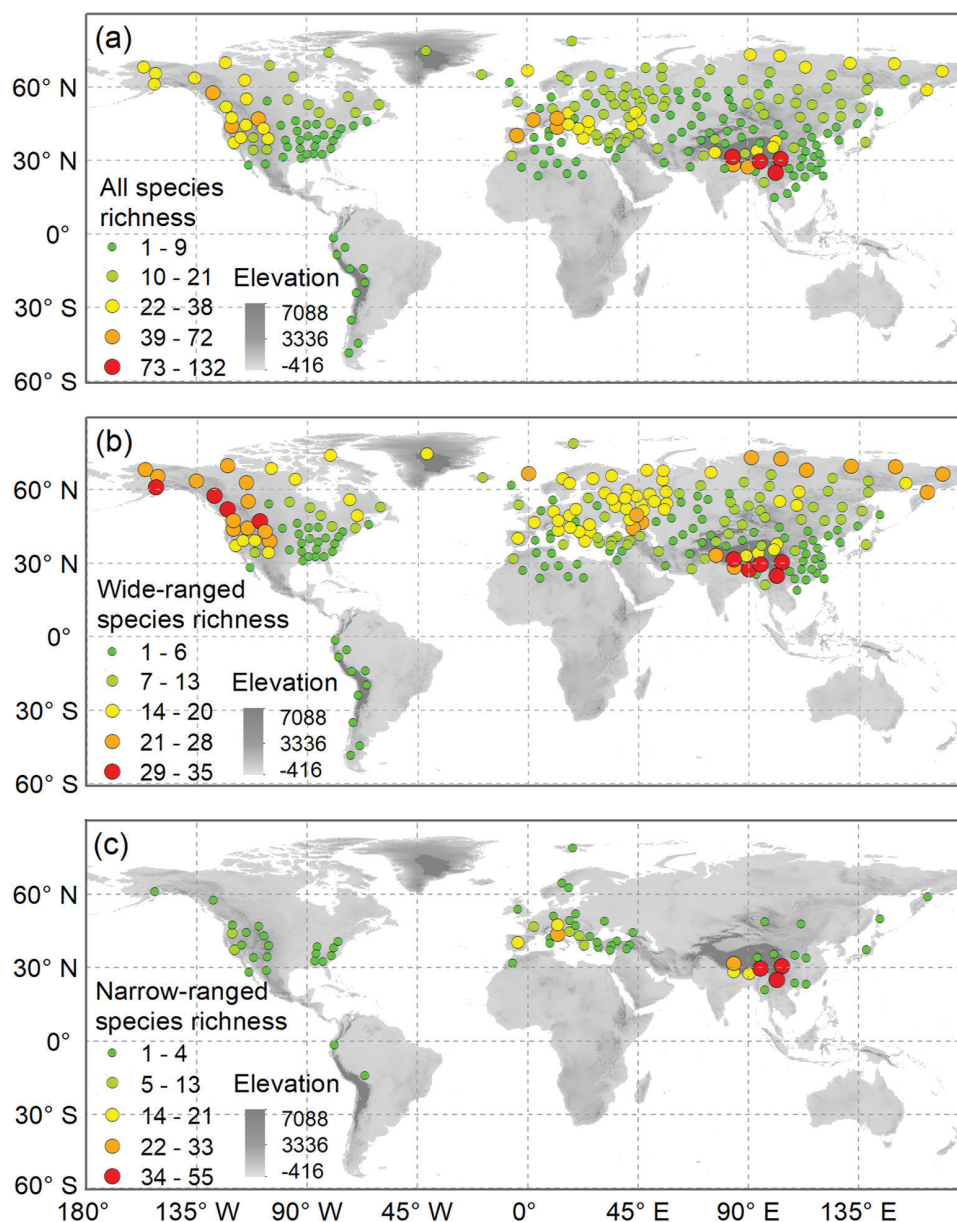 (a)
60° N
30° N
0°
30° S
60° S
All species
richness
1 - 9
10 - 21
22 - 38
39 - 72
73 - 132
Elevation
7088
3336
-416
(b)
60° N
30° N
0°
30° S
60° S
Wide-ranged
species richness
1 - 6
7 - 13
14 - 20
21 - 28
29 - 35
Elevation
7088
3336
-416
(c)
60° N
30° N
0°
30° S
60° S
Narrow-ranged
species richness
1 - 4
5 - 13
14 - 21
22 - 33
34 - 55
Elevation
7088
3336
-416
180° 135° W 90° W 45° W 0° 45° E 90° E 135° E